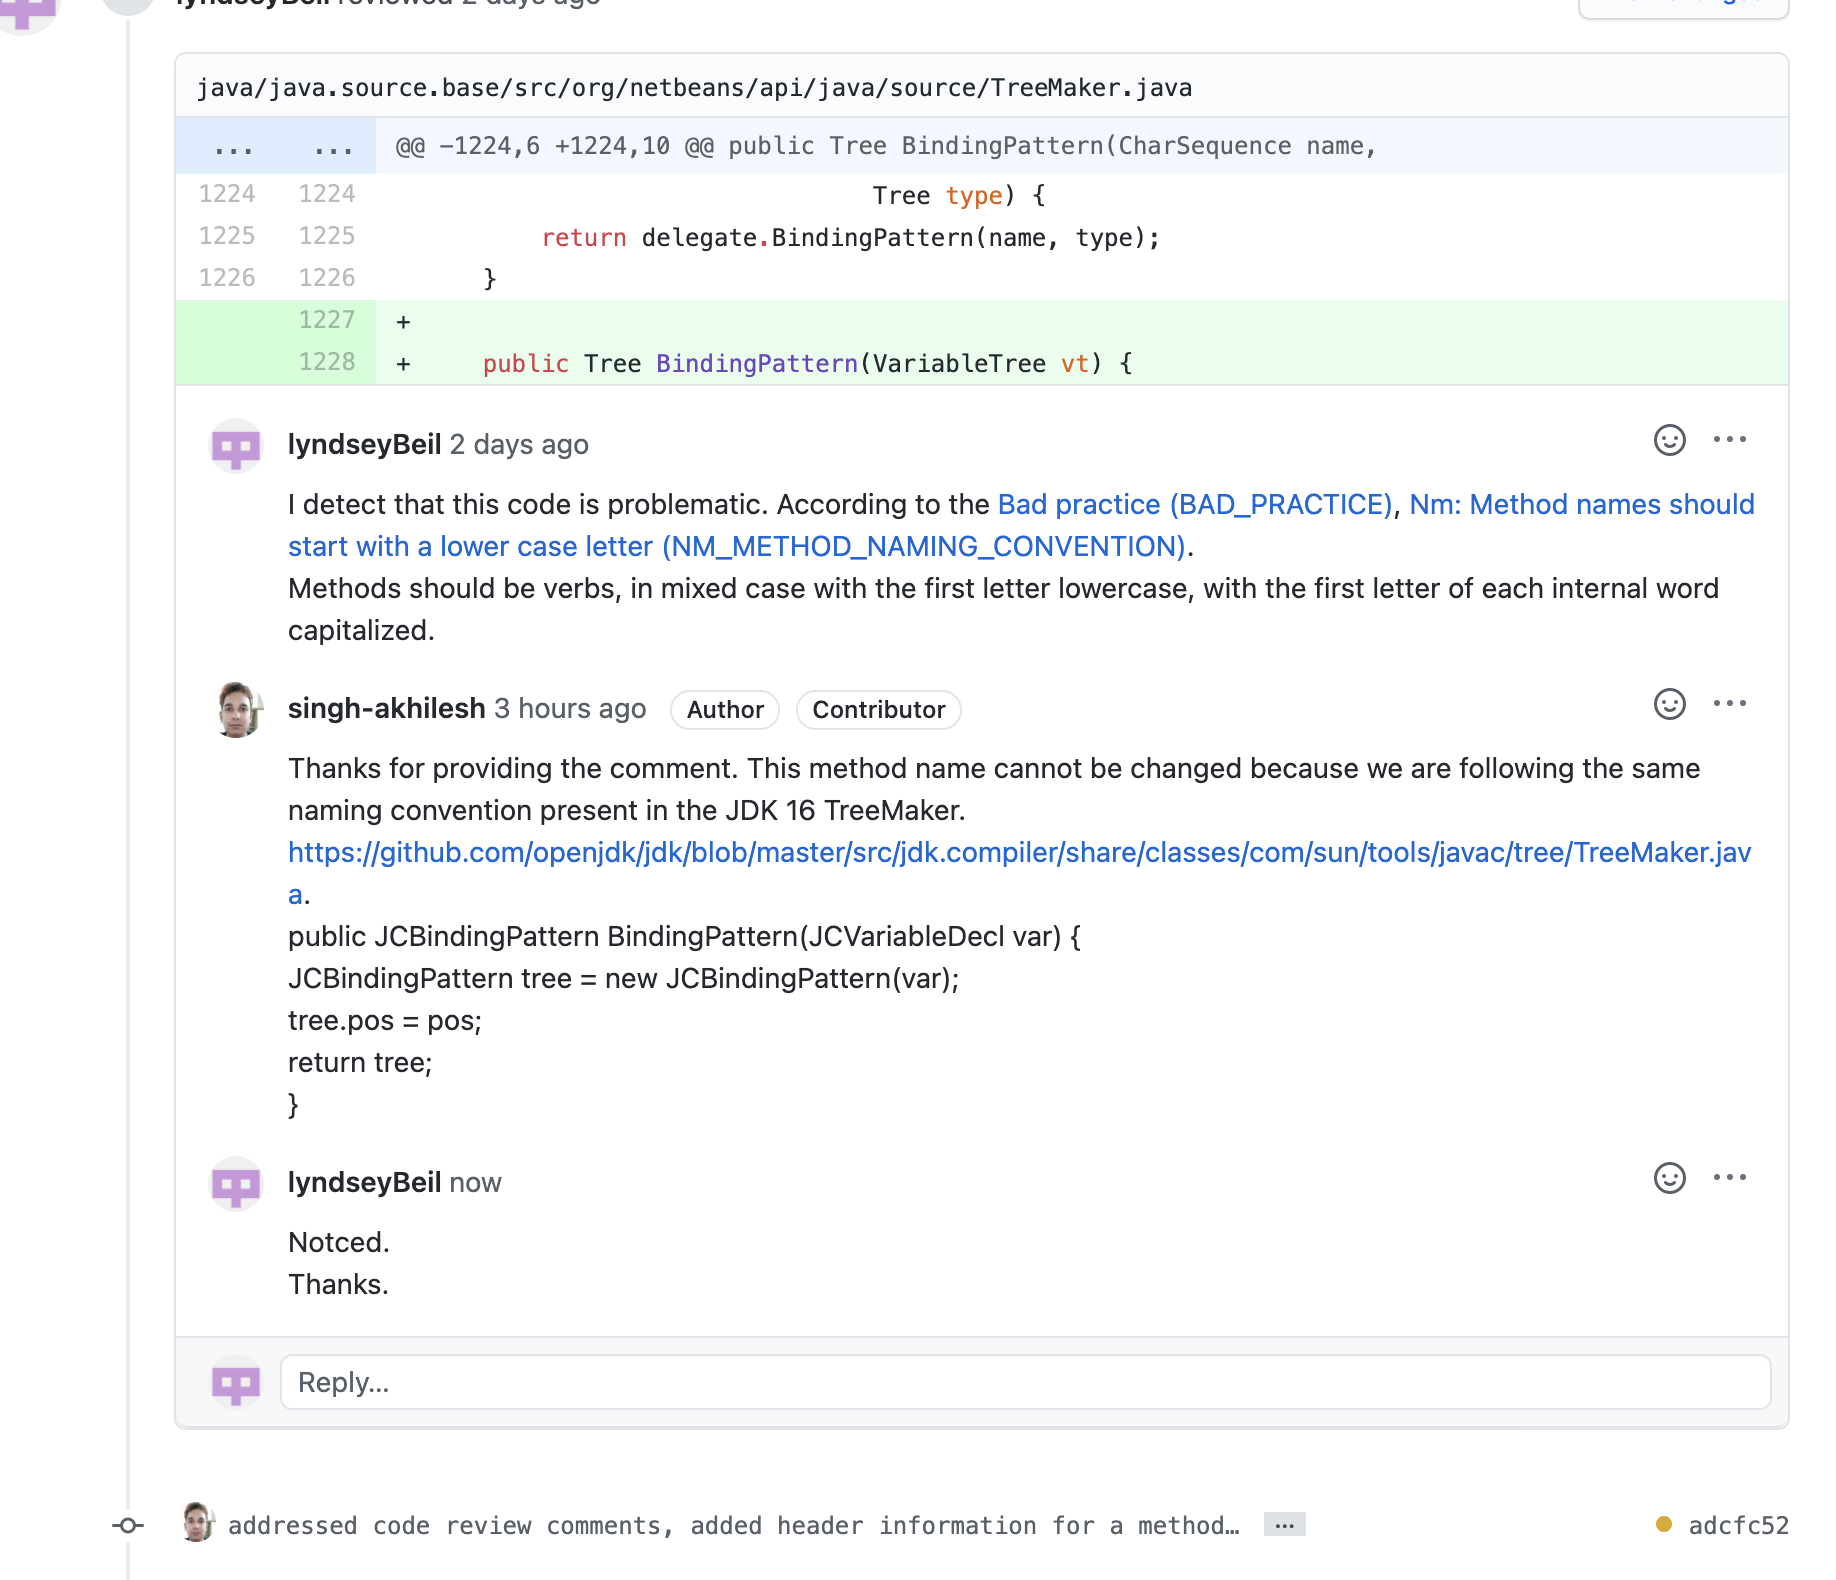 lyndseyBeil reviewed 2 days ago
java/java.source.base/src/org/netbeans/api/java/source/TreeMaker.java
... ... @@ -1224,6 +1224,10 @@ public Tree BindingPattern(CharSequence name,
1224 1224 Tree type) {
1225 1225 return delegate.BindingPattern(name, type);
1226 1226 }
1227 +
1228 + public Tree BindingPattern(VariableTree vt) {
lyndseyBeil 2 days ago
I detect that this code is problematic. According to the Bad practice (BAD_PRACTICE), Nm: Method names should
start with a lower case letter (NM_METHOD_NAMING_CONVENTION).
Methods should be verbs, in mixed case with the first letter lowercase, with the first letter of each internal word
capitalized.
singh-akhilesh 3 hours ago Author Contributor
Thanks for providing the comment. This method name cannot be changed because we are following the same
naming convention present in the JDK 16 TreeMaker.
https://github.com/openjdk/jdk/blob/master/src/jdk.compiler/share/classes/com/sun/tools/javac/tree/TreeMaker.jav
a.
public JCBindingPattern BindingPattern(JCVariableDecl var) {
JCBindingPattern tree = new JCBindingPattern(var);
tree.pos = pos;
return tree;
}
lyndseyBeil now
Notced.
Thanks.
Reply...
addressed code review comments, added header information for a method… ... adcfc52